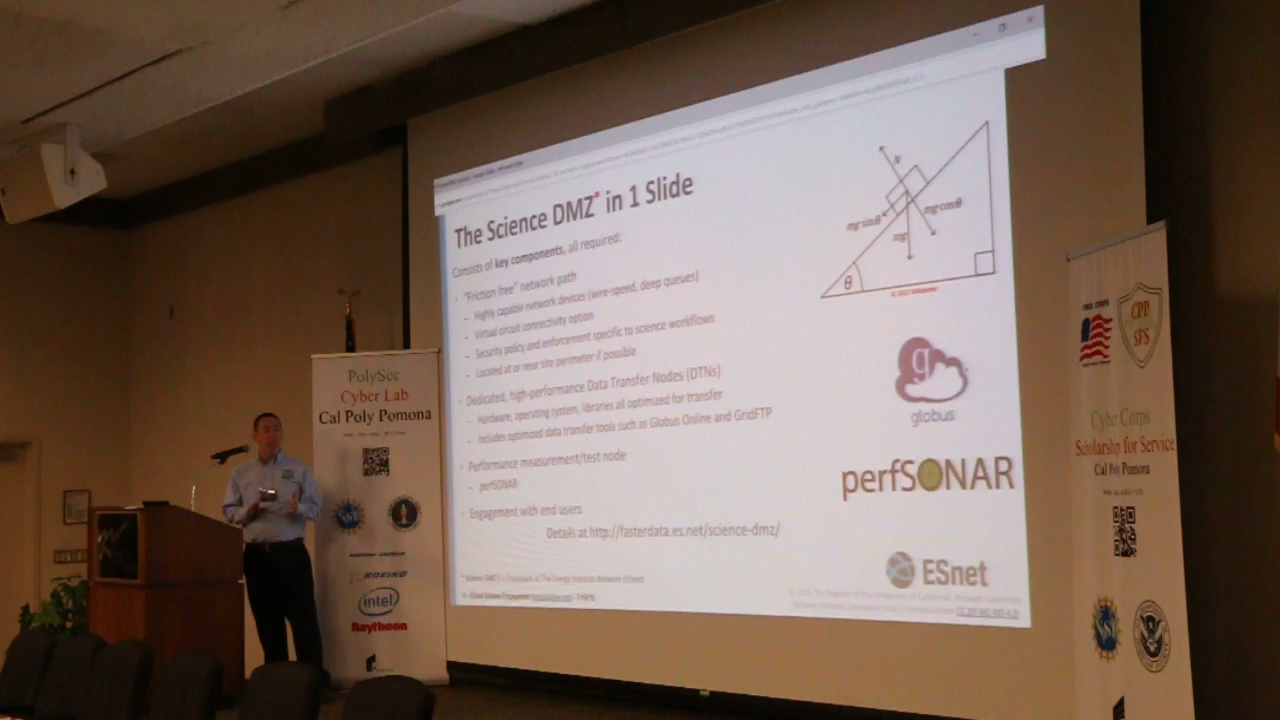 The Science DMZ* in 1 Slide
Consists of key components, all required:
• "Friction free" network path
– Highly capable network devices (wire-speed, deep queues)
– Virtual circuit connectivity option
– Security policy and enforcement specific to science workflows
– Located at or near site perimeter if possible
• Dedicated, high-performance Data Transfer Nodes (DTNs)
– Hardware, operating system, libraries all optimized for transfer
– Includes optimized data transfer tools such as Globus Online and GridFTP
• Performance measurement/test node
– perfSONAR
• Engagement with end users
Details at http://fasterdata.es.net/science-dmz/
N
mg sinθ
mg cosθ
mg
θ
g
globus
perfSONAR
ESnet
CC BY-NC-ND 4.0
PolySec
Cyber Lab
Cal Poly Pomona
BOEING
intel
Raytheon
CPP
SFS
Cyber Corps
Scholarship for Service
Cal Poly Pomona